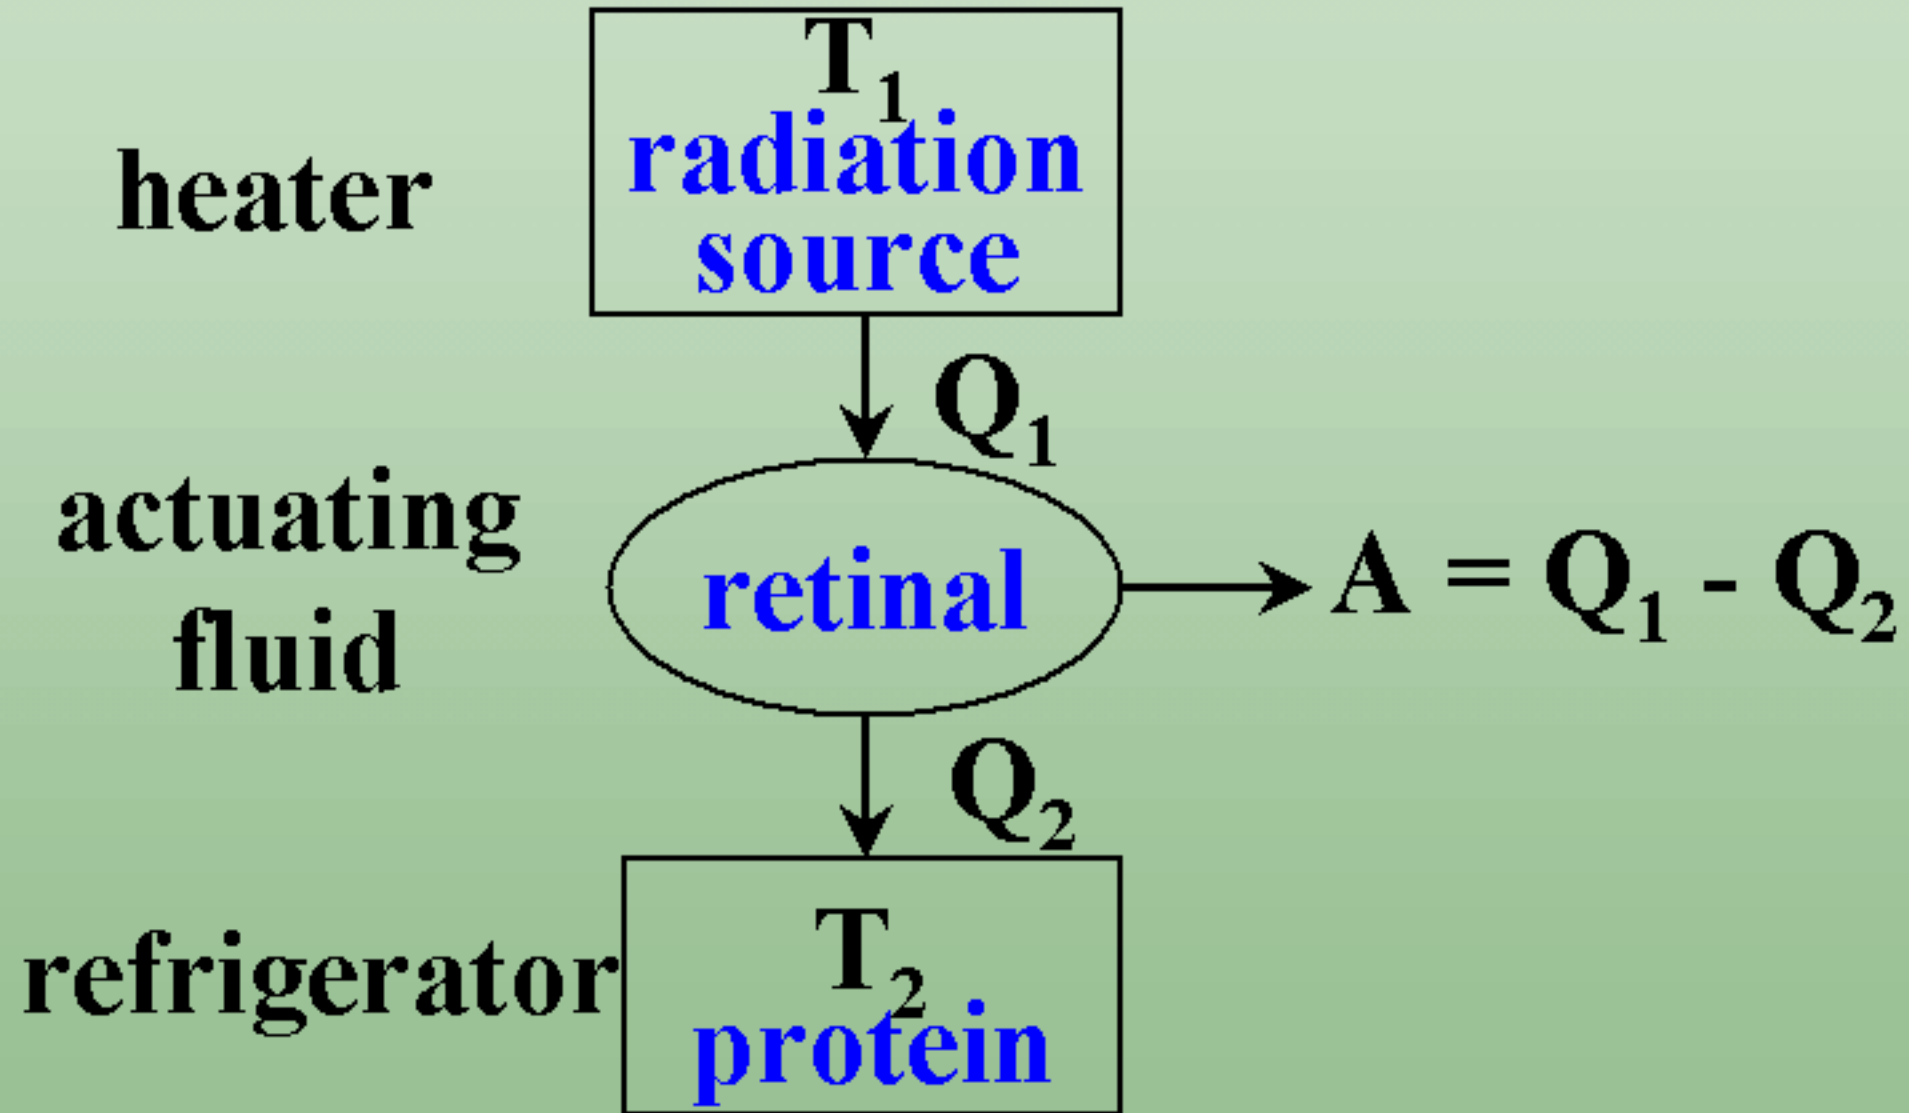 T₁
heater
radiation
source
Q₁
actuating
fluid
retinal
A = Q₁ - Q₂
Q₂
refrigerator
T₂
protein